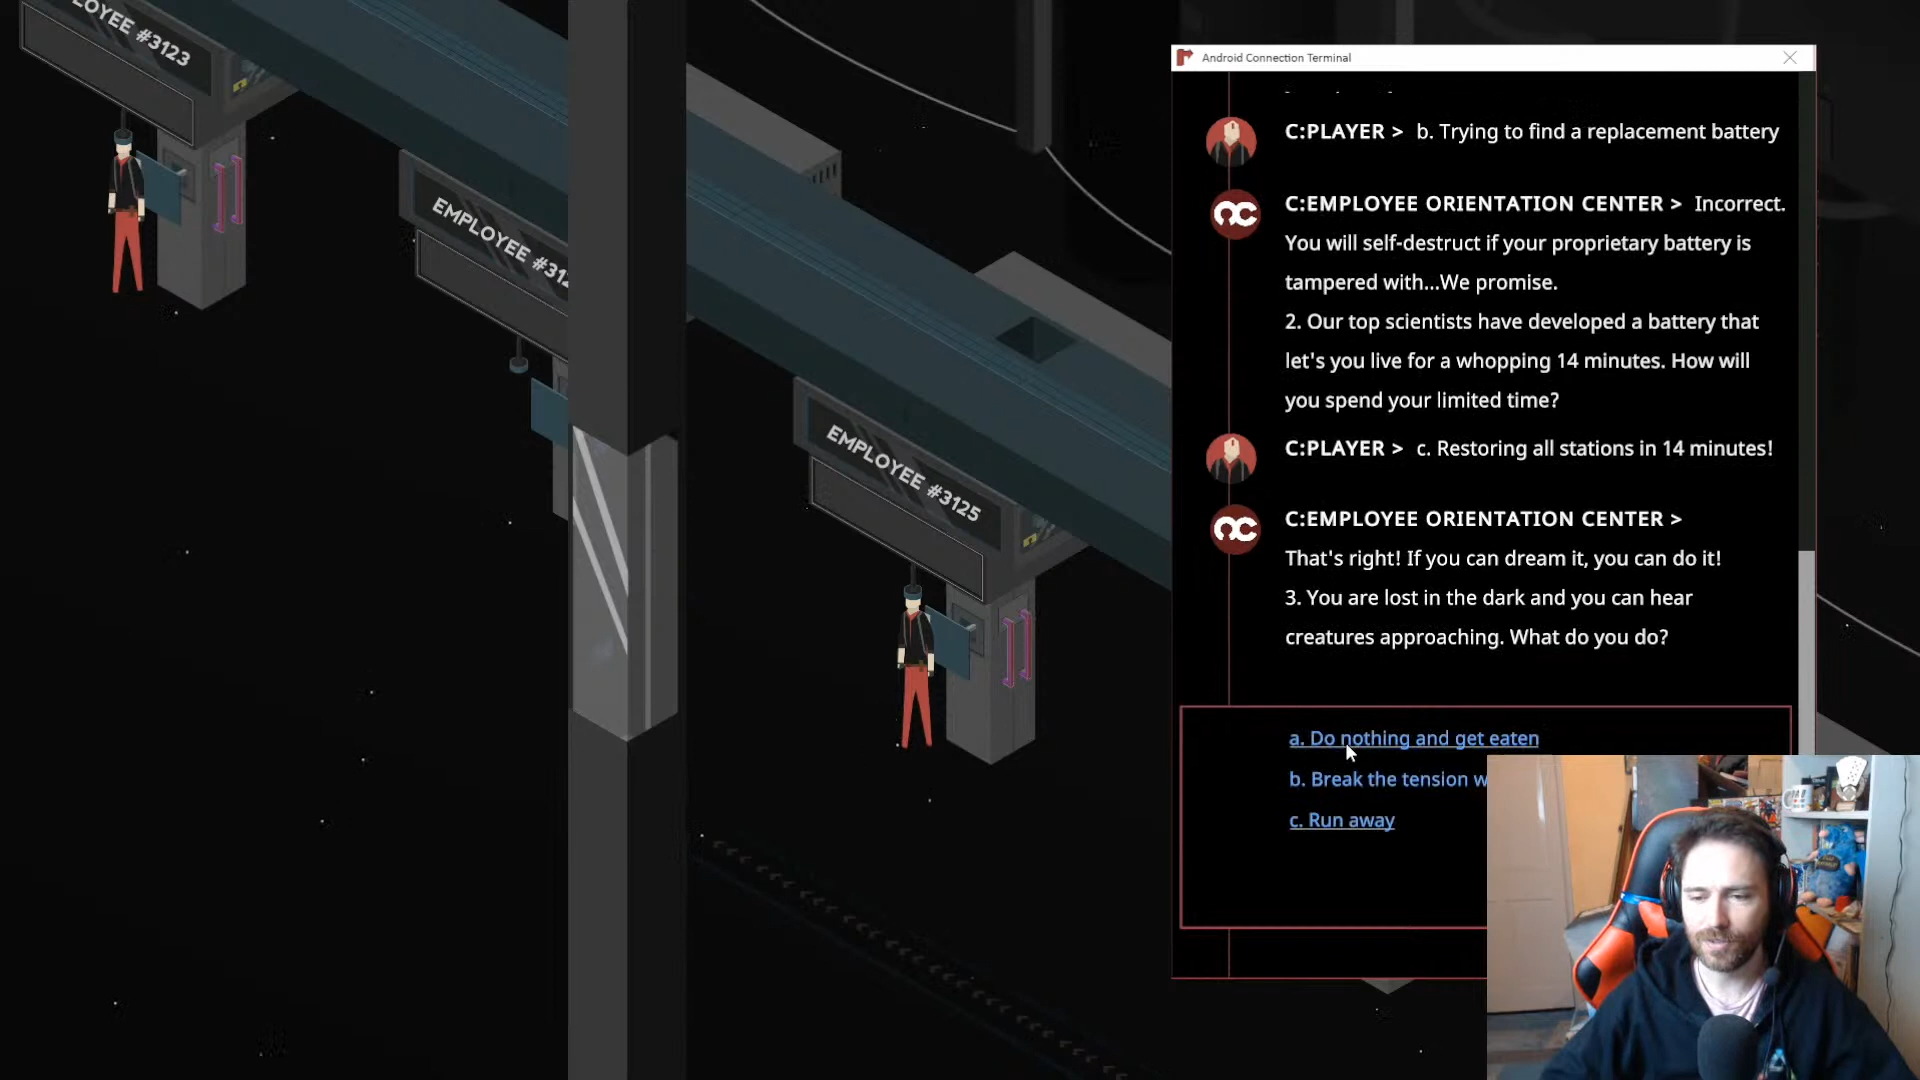 OYEE #3123
EMPLOYEE #312
EMPLOYEE #3125
Android Connection Terminal
C:PLAYER > b. Trying to find a replacement battery
C:EMPLOYEE ORIENTATION CENTER > Incorrect.
You will self-destruct if your proprietary battery is
tampered with...We promise.
2. Our top scientists have developed a battery that
let's you live for a whopping 14 minutes. How will
you spend your limited time?
C:PLAYER > c. Restoring all stations in 14 minutes!
C:EMPLOYEE ORIENTATION CENTER >
That's right! If you can dream it, you can do it!
3. You are lost in the dark and you can hear
creatures approaching. What do you do?
a. Do nothing and get eaten
b. Break the tension w
c. Run away